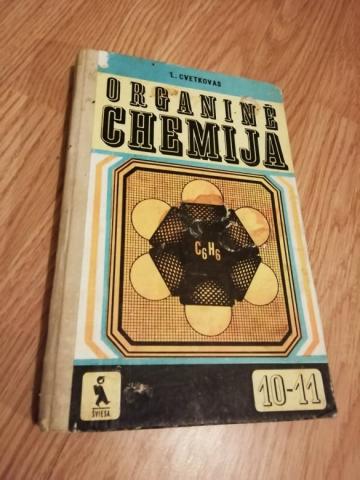 L. CVETKOVAS
ORGANINĖ
CHEMIJA
C6H6
ŠVIESA
10-11